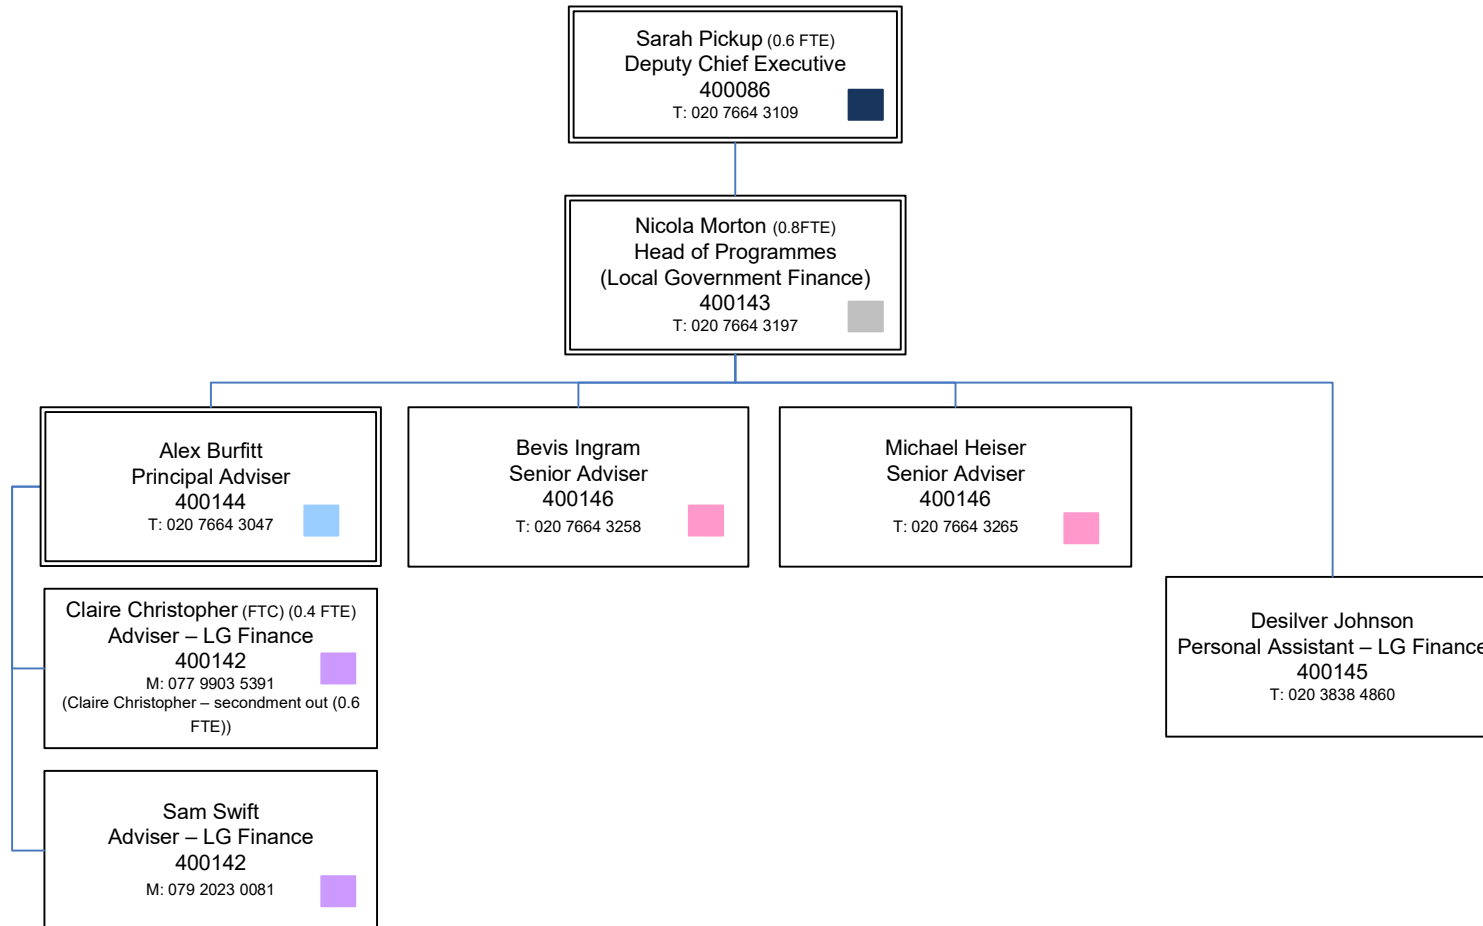 Sarah Pickup (0.6 FTE)
Deputy Chief Executive
400086
T: 020 7664 3109
Nicola Morton (0.8FTE)
Head of Programmes
(Local Government Finance)
400143
T: 020 7664 3197
Alex Burfitt
Principal Adviser
400144
T: 020 7664 3047
Bevis Ingram
Senior Adviser
400146
T: 020 7664 3258
Michael Heiser
Senior Adviser
400146
T: 020 7664 3265
Claire Christopher (FTC) (0.4 FTE)
Adviser – LG Finance
400142
M: 077 9903 5391
(Claire Christopher – secondment out (0.6
FTE))
Desilver Johnson
Personal Assistant – LG Finance
400145
T: 020 3838 4860
Sam Swift
Adviser – LG Finance
400142
M: 079 2023 0081